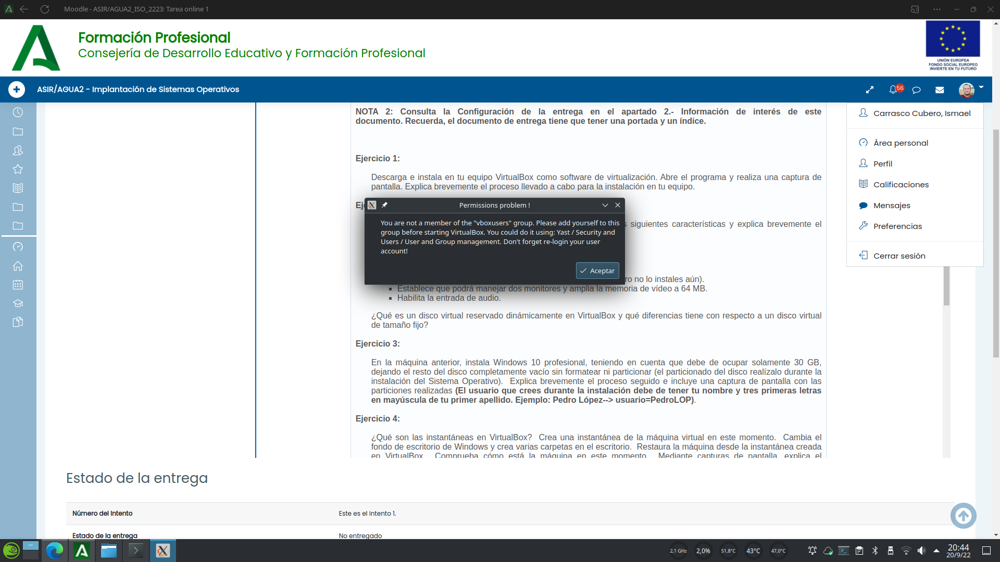 Moodle - ASIR/AGUA2_ISO_2223: Tarea online 1
Formación Profesional
Consejería de Desarrollo Educativo y Formación Profesional
UNIÓN EUROPEA
FONDO SOCIAL EUROPEO
INVIERTE EN TU FUTURO
ASIR/AGUA2 - Implantación de Sistemas Operativos
56
NOTA 2: Consulta la Configuración de la entrega en el apartado 2.- Información de interés de este
documento. Recuerda, el documento de entrega tiene que tener una portada y un índice.
Carrasco Cubero, Ismael
Área personal
Perfil
Calificaciones
Mensajes
Preferencias
Cerrar sesión
Ejercicio 1:
Descarga e instala en tu equipo VirtualBox como software de virtualización. Abre el programa y realiza una captura de
pantalla. Explica brevemente el proceso llevado a cabo para la instalación en tu equipo.
Permissions problem !
You are not a member of the "vboxusers" group. Please add yourself to this
group before starting VirtualBox. You could do it using: Yast / Security and
Users / User and Group management. Don't forget re-login your user
account!
Aceptar
siguientes características y explica brevemente el
no lo instales aún).
Establece que podrá manejar dos monitores y amplia la memoria de vídeo a 64 MB.
Habilita la entrada de audio.
¿Qué es un disco virtual reservado dinámicamente en VirtualBox y qué diferencias tiene con respecto a un disco virtual
de tamaño fijo?
Ejercicio 3:
En la máquina anterior, instala Windows 10 profesional, teniendo en cuenta que debe de ocupar solamente 30 GB,
dejando el resto del disco completamente vacío sin formatear ni particionar (el particionado del disco realízalo durante la
instalación del Sistema Operativo). Explica brevemente el proceso seguido e incluye una captura de pantalla con las
particiones realizadas (El usuario que crees durante la instalación debe de tener tu nombre y tres primeras letras
en mayúscula de tu primer apellido. Ejemplo: Pedro López--> usuario=PedroLOP).
Ejercicio 4:
¿Qué son las instantáneas en VirtualBox? Crea una instantánea de la máquina virtual en este momento. Cambia el
fondo de escritorio de Windows y crea varias carpetas en el escritorio. Restaura la máquina desde la instantánea creada
en VirtualBox. Comprueba cómo está la máquina en este momento. Mediante capturas de pantalla, explica el
Estado de la entrega
Número del Intento Este es el intento 1.
Estado de la entrega No entregado
2,1 GHz 2,0% 51,8°C 43°C 47,0°C
20:44
20/9/22